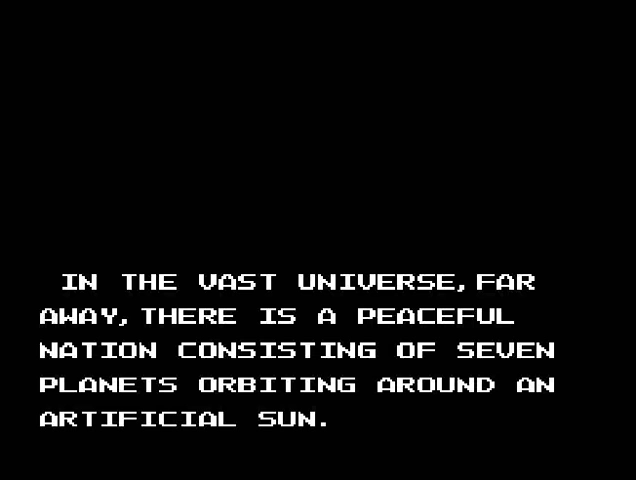 IN THE VAST UNIVERSE, FAR
AWAY, THERE IS A PEACEFUL
NATION CONSISTING OF SEVEN
PLANETS ORBITING AROUND AN
ARTIFICIAL SUN.